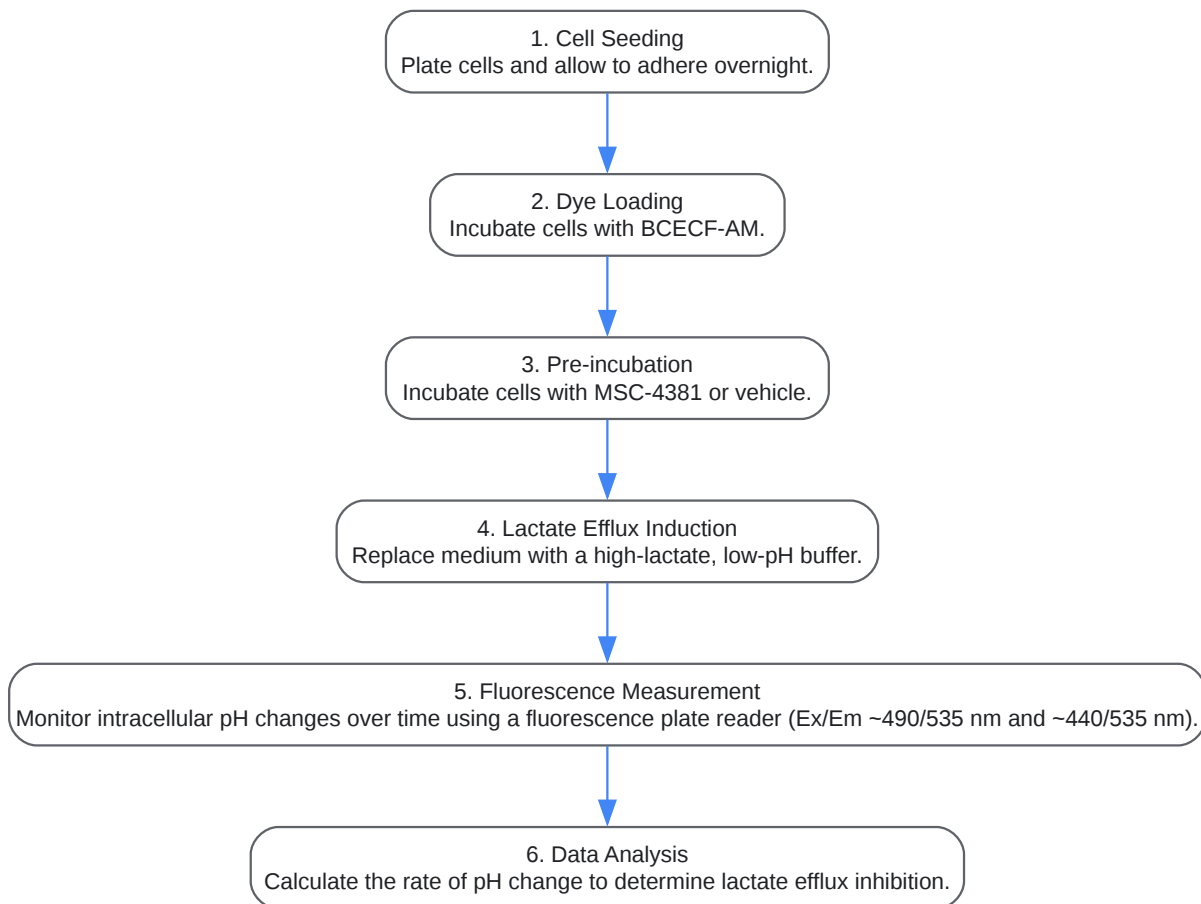 1. Cell Seeding
Plate cells and allow to adhere overnight.
2. Dye Loading
Incubate cells with BCECF-AM.
3. Pre-incubation
Incubate cells with MSC-4381 or vehicle.
4. Lactate Efflux Induction
Replace medium with a high-lactate, low-pH buffer.
5. Fluorescence Measurement
Monitor intracellular pH changes over time using a fluorescence plate reader (Ex/Em ~490/535 nm and ~440/535 nm).
6. Data Analysis
Calculate the rate of pH change to determine lactate efflux inhibition.